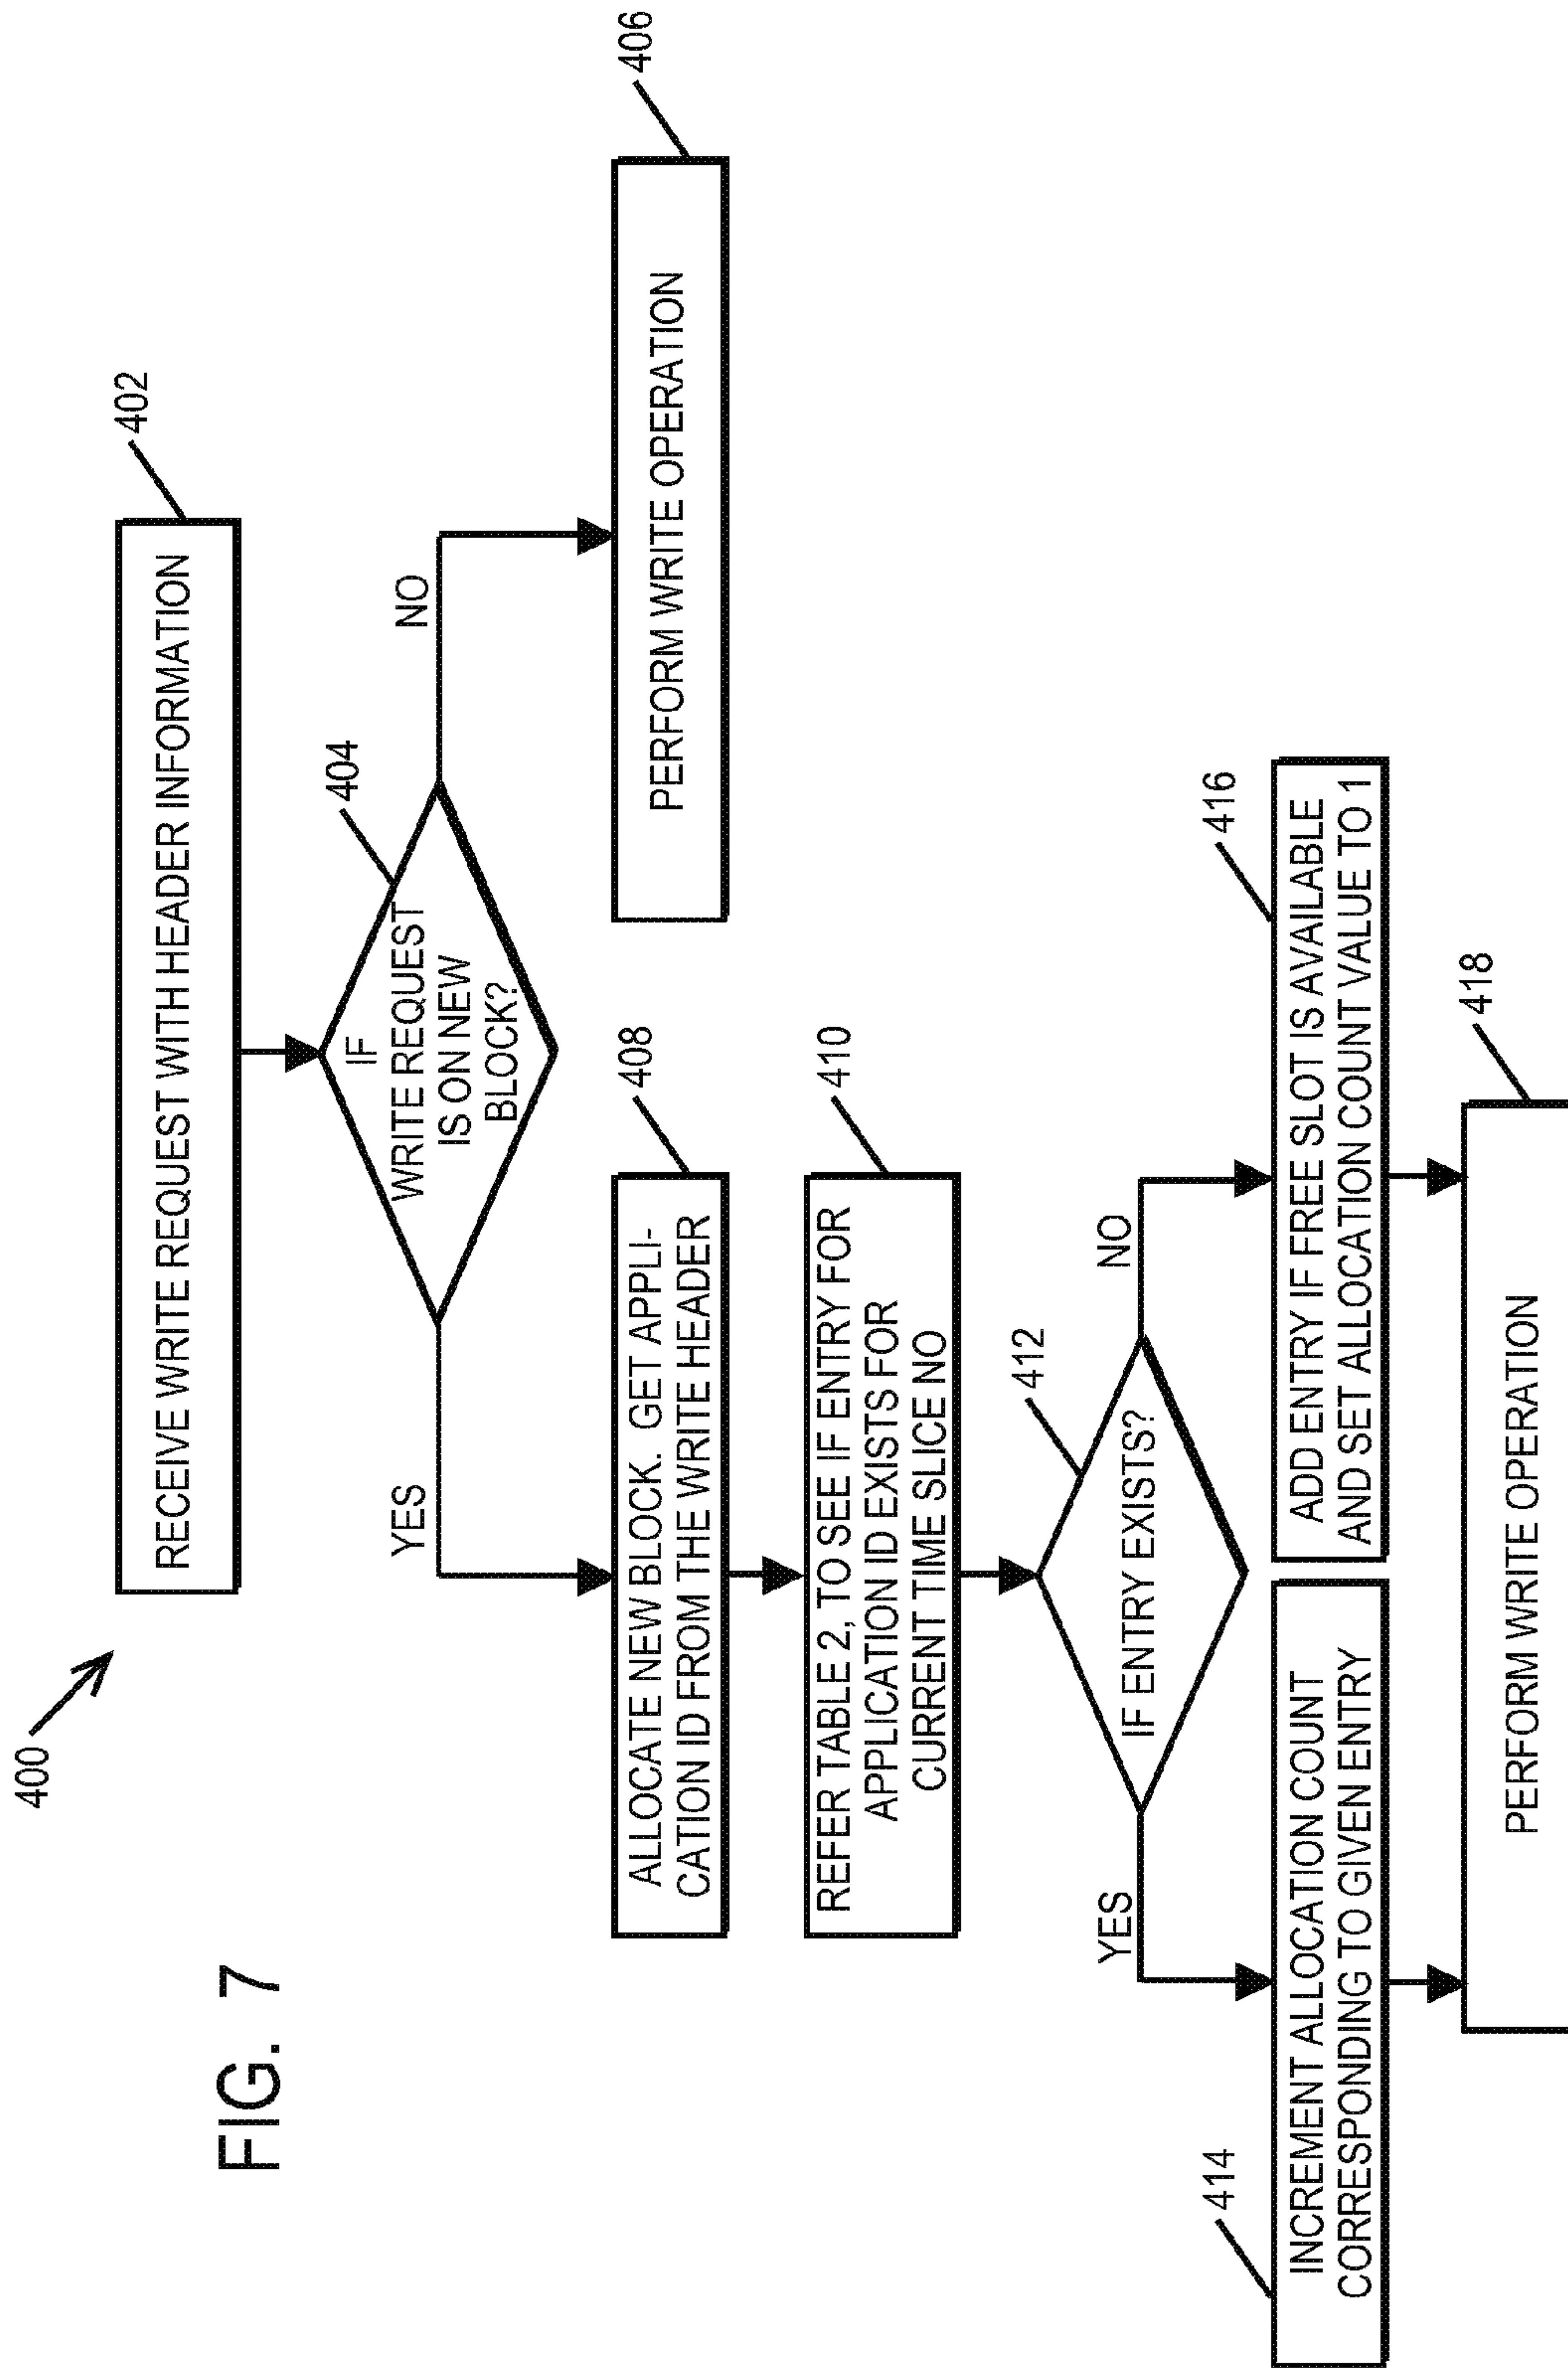 FIG. 7
400
402
RECEIVE WRITE REQUEST WITH HEADER INFORMATION
404
IF
WRITE REQUEST
IS ON NEW
BLOCK?
YES
NO
406
PERFORM WRITE OPERATION
408
ALLOCATE NEW BLOCK. GET APPLI-
CATION ID FROM THE WRITE HEADER
410
REFER TABLE 2, TO SEE IF ENTRY FOR
APPLICATION ID EXISTS FOR
CURRENT TIME SLICE NO
412
IF ENTRY EXISTS?
YES
NO
414
INCREMENT ALLOCATION COUNT
CORRESPONDING TO GIVEN ENTRY
416
ADD ENTRY IF FREE SLOT IS AVAILABLE
AND SET ALLOCATION COUNT VALUE TO 1
418
PERFORM WRITE OPERATION